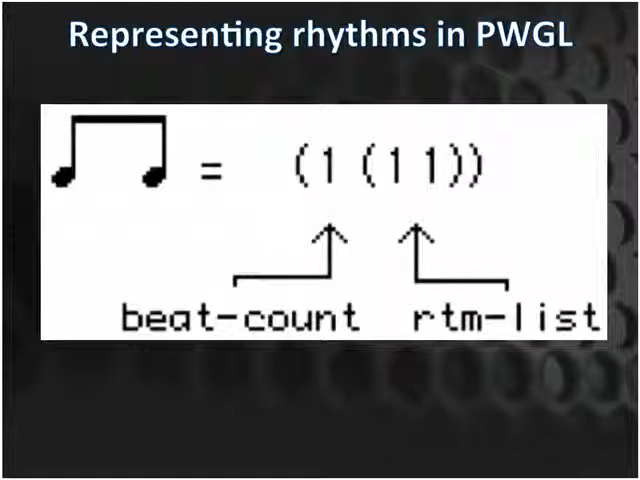 Representing rhythms in PWGL
= (1 (1 1))
beat-count rtm-list